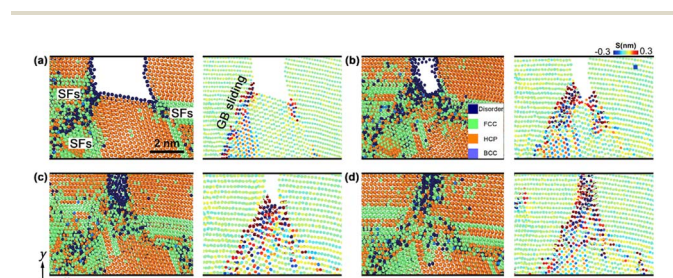 (a)
SFs
SFs
SFs
2 nm
GB sliding
(b)
S(nm)
-0.3 0.3
Disorder
FCC
HCP
BCC
(c)
y
(d)